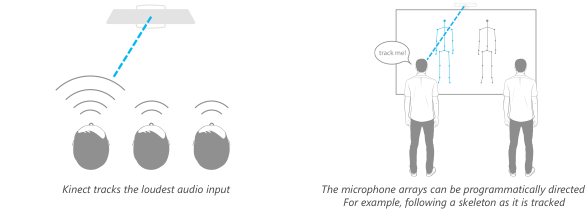 track me!
Kinect tracks the loudest audio input
The microphone arrays can be programmatically directed
For example, following a skeleton as it is tracked